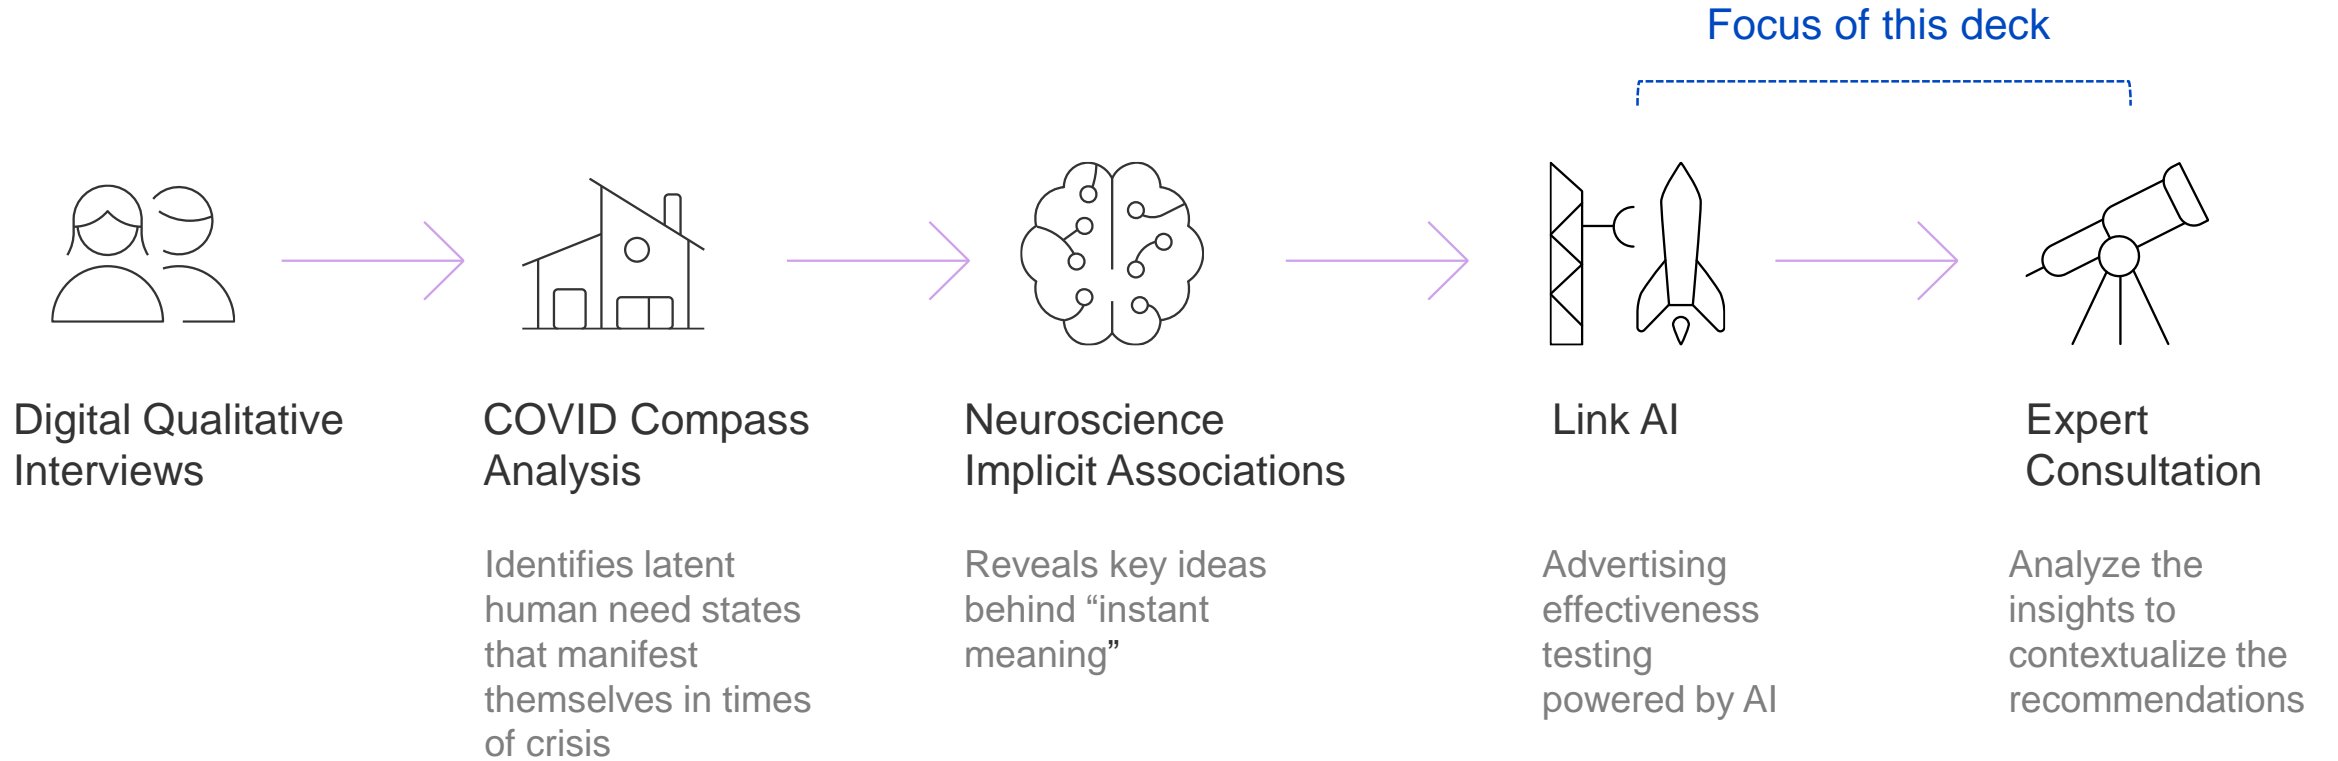 Focus of this deck
Digital Qualitative
Interviews
COVID Compass
Analysis
Identifies latent
human need states
that manifest
themselves in times
of crisis
Neuroscience
Implicit Associations
Reveals key ideas
behind “instant
meaning”
Link AI
Advertising
effectiveness
testing
powered by AI
Expert
Consultation
Analyze the
insights to
contextualize the
recommendations